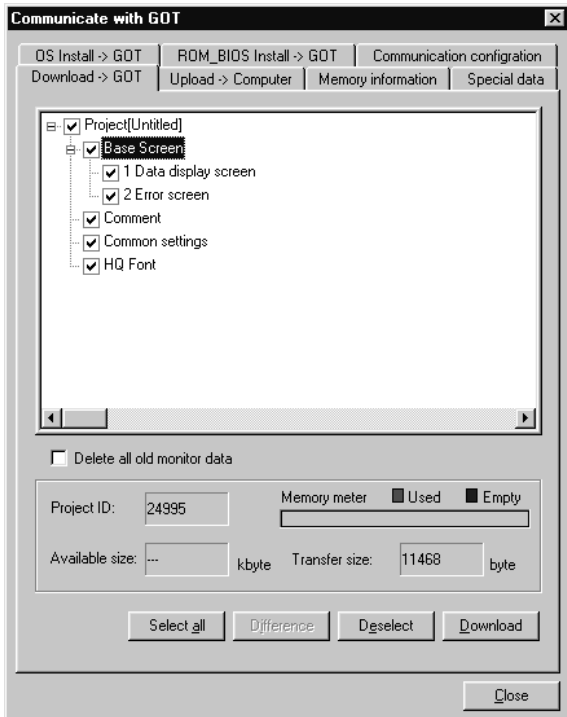 Communicate with GOT
OS Install -> GOT ROM_BIOS Install -> GOT Communication configration
Download -> GOT Upload -> Computer Memory information Special data
Project[Untitled]
Base Screen
1 Data display screen
2 Error screen
Comment
Common settings
HQ Font
Delete all old monitor data
Project ID: 24995 Memory meter Used Empty
Available size: --- kbyte Transfer size: 11468 byte
Select all Difference Deselect Download
Close